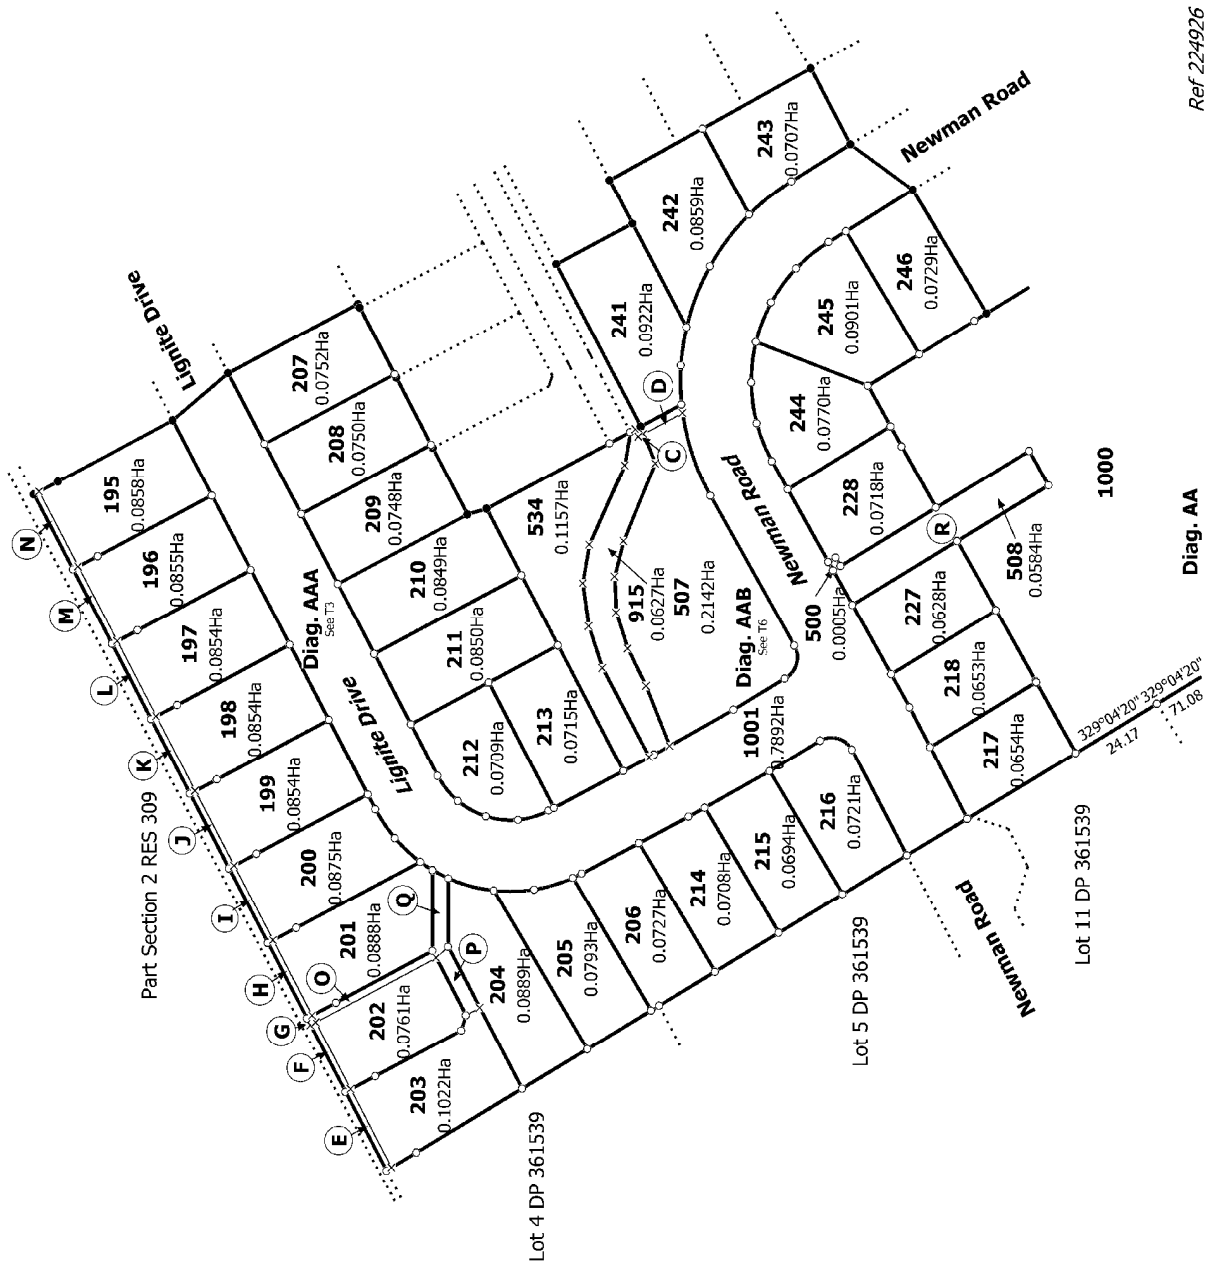 Ref 224926
Lignite Drive
Newman Road
N
M
L
K
J
I
H
G
F
E
O
Q
P
C
D
R
Part Section 2 RES 309
195
0.0858Ha
196
0.0855Ha
197
0.0854Ha
198
0.0854Ha
199
0.0854Ha
200
0.0875Ha
201
0.0888Ha
202
0.0761Ha
203
0.1022Ha
204
0.0889Ha
205
0.0793Ha
206
0.0727Ha
214
0.0708Ha
215
0.0694Ha
216
0.0721Ha
207
0.0752Ha
208
0.0750Ha
209
0.0748Ha
210
0.0849Ha
211
0.0850Ha
212
0.0709Ha
213
0.0715Ha
Diag. AAA
See T3
Lignite Drive
534
0.1157Ha
915
0.0627Ha
507
0.2142Ha
Diag. AAB
See T6
1001
0.7892Ha
Newman Road
241
0.0922Ha
242
0.0859Ha
243
0.0707Ha
244
0.0770Ha
245
0.0901Ha
246
0.0729Ha
228
0.0718Ha
500
0.0005Ha
227
0.0628Ha
218
0.0653Ha
217
0.0654Ha
508
0.0584Ha
1000
Diag. AA
329°04'20" 329°04'20"
24.17
71.08
Newman Road
Lot 4 DP 361539
Lot 5 DP 361539
Lot 11 DP 361539